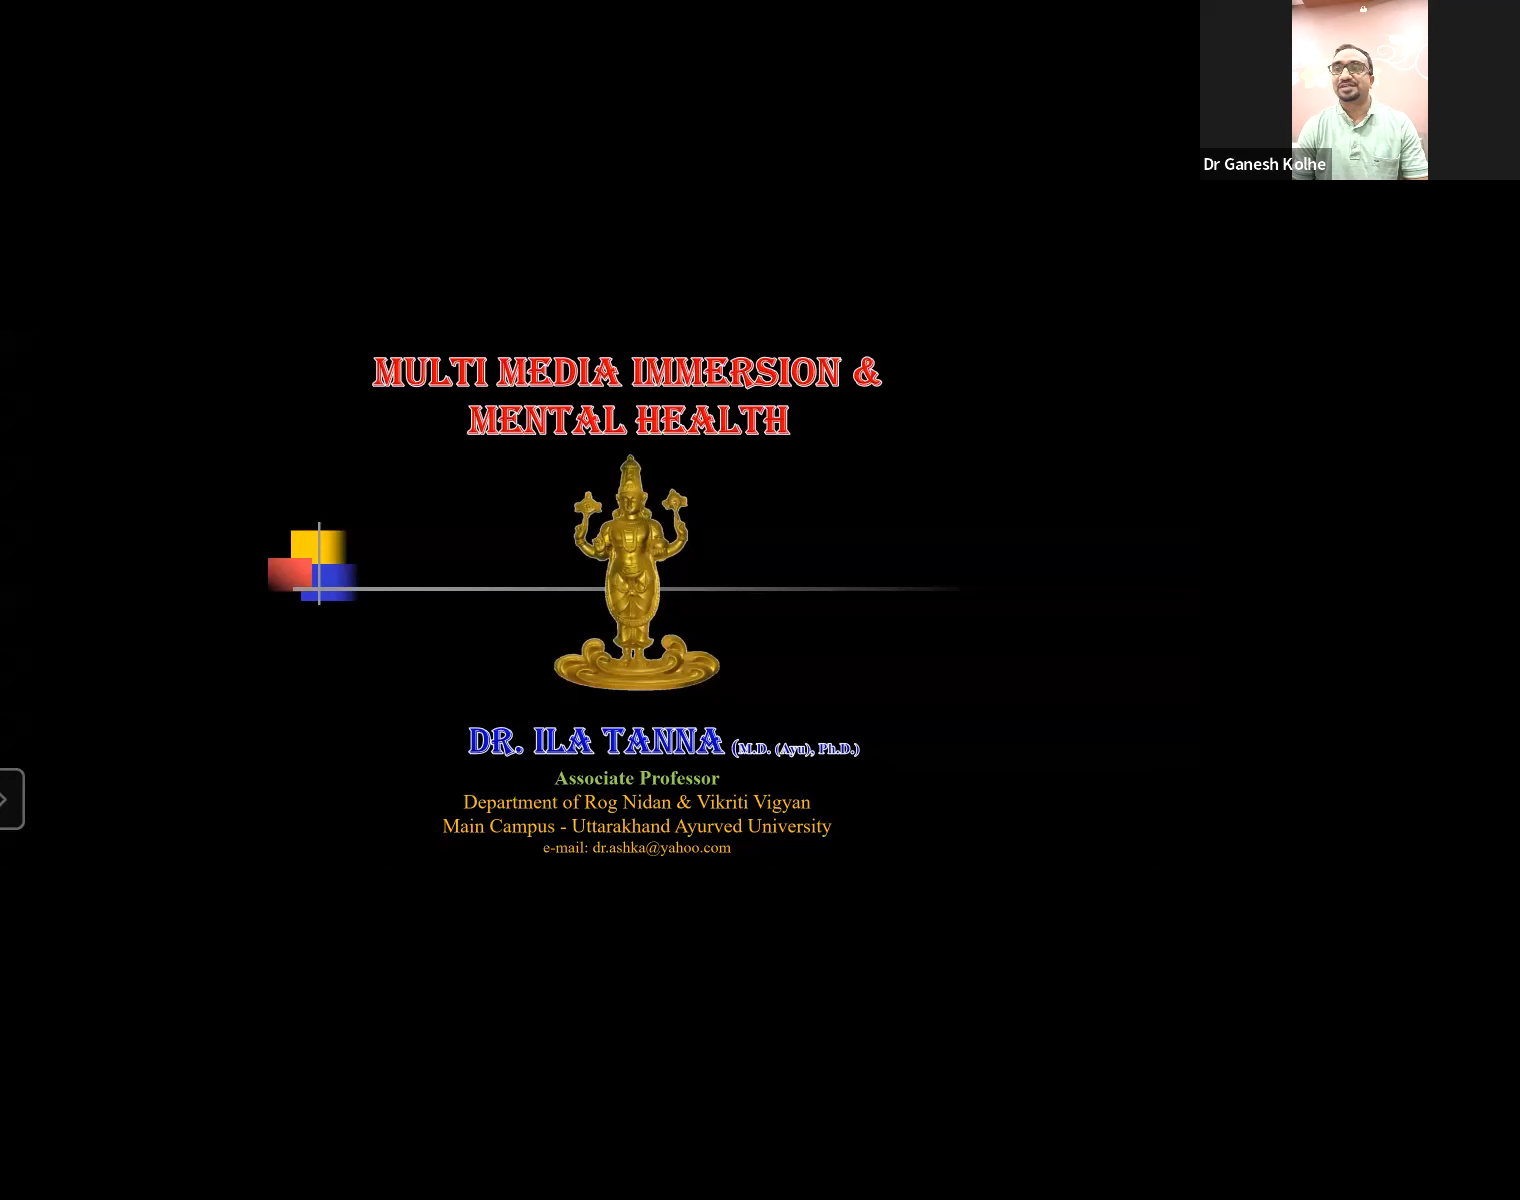 Dr Ganesh Kolhe
MULTI MEDIA IMMERSION &
MENTAL HEALTH
DR. ILA TANNA (M.D. (Ayu), Ph.D.)
Associate Professor
Department of Rog Nidan & Vikriti Vigyan
Main Campus - Uttarakhand Ayurved University
e-mail: dr.ashka@yahoo.com